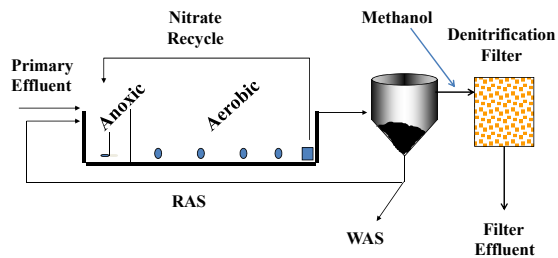 Nitrate
Recycle
Methanol
Denitrification
Filter
Primary
Effluent
Anoxic
Aerobic
RAS
WAS
Filter
Effluent